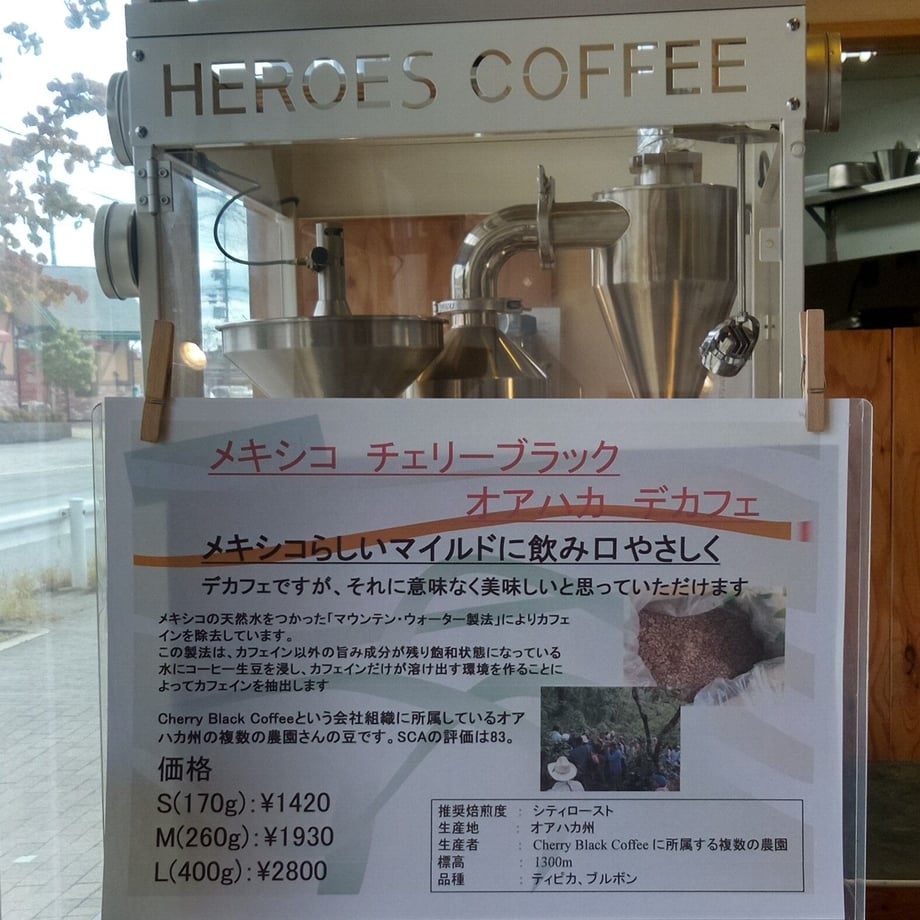 HEROES COFFEE
メキシコ　チェリーブラック
オアハカ　デカフェ
メキシコらしいマイルドに飲み口やさしく
デカフェですが、それに意味なく美味しいと思っていただけます
メキシコの天然水をつかった「マウンテン・ウォーター製法」によりカフェ
インを除去しています。
この製法は、カフェイン以外の旨み成分が残り飽和状態になっている
水にコーヒー生豆を浸し、カフェインだけが溶け出す環境を作ることに
よってカフェインを抽出します
Cherry Black Coffeeという会社組織に所属しているオア
ハカ州の複数の農園さんの豆です。SCAの評価は83。
価格
S(170g):¥1420
M(260g):¥1930
L(400g):¥2800
推奨焙煎度 : シティロースト
生産地 : オアハカ州
生産者 : Cherry Black Coffee に所属する複数の農園
標高 : 1300m
品種 : ティピカ、ブルボン